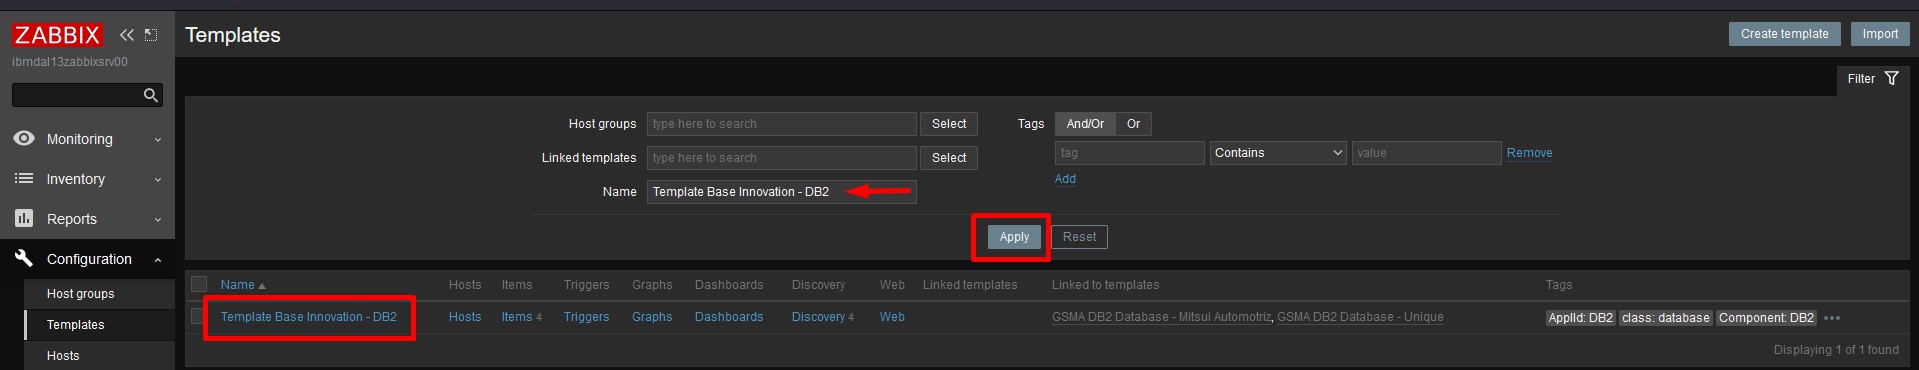 ZABBIX
ibmdal13zabbixsrv00
Monitoring
Inventory
Reports
Configuration
Host groups
Templates
Hosts
Templates
Create template Import
Filter
Host groups type here to search Select
Linked templates type here to search Select
Name Template Base Innovation - DB2
Tags And/Or Or
tag Contains value Remove
Add
Apply Reset
Name Hosts Items Triggers Graphs Dashboards Discovery Web Linked templates Linked to templates Tags
Template Base Innovation - DB2 Hosts Items 4 Triggers Graphs Dashboards Discovery 4 Web GSMA DB2 Database - Mitsui Automotriz, GSMA DB2 Database - Unique ApplId: DB2 class: database Component: DB2 •••
Displaying 1 of 1 found